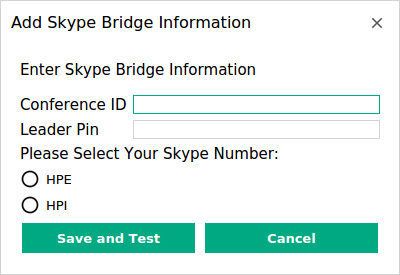 Add Skype Bridge Information
Enter Skype Bridge Information
Conference ID
Leader Pin
Please Select Your Skype Number:
HPE
HPI
Save and Test
Cancel